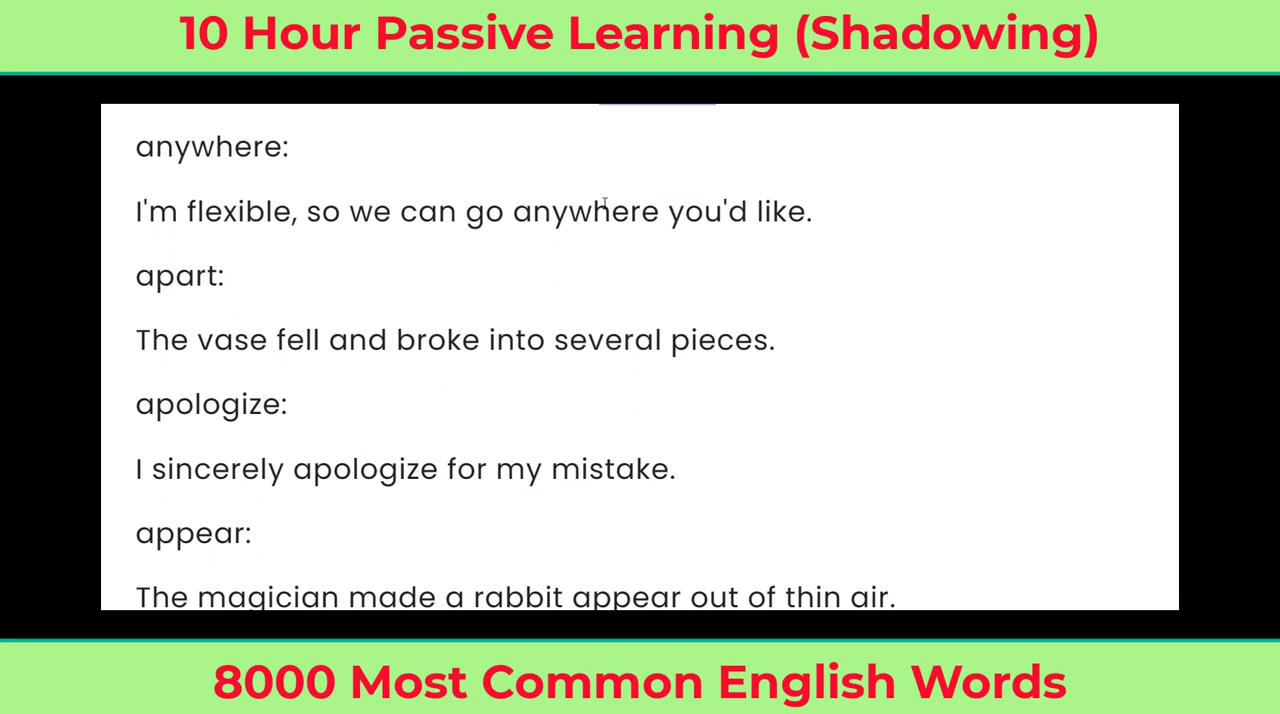 10 Hour Passive Learning (Shadowing)
anywhere:
I'm flexible, so we can go anywhere you'd like.
apart:
The vase fell and broke into several pieces.
apologize:
I sincerely apologize for my mistake.
appear:
The magician made a rabbit appear out of thin air.
8000 Most Common English Words